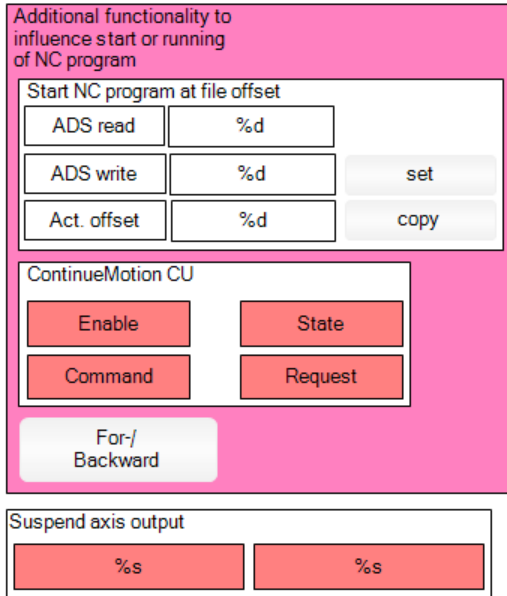 Additional functionality to
influence start or running
of NC program
Start NC program at file offset
ADS read %d
ADS write %d set
Act. offset %d copy
ContinueMotion CU
Enable State
Command Request
For-/
Backward
Suspend axis output
%s %s